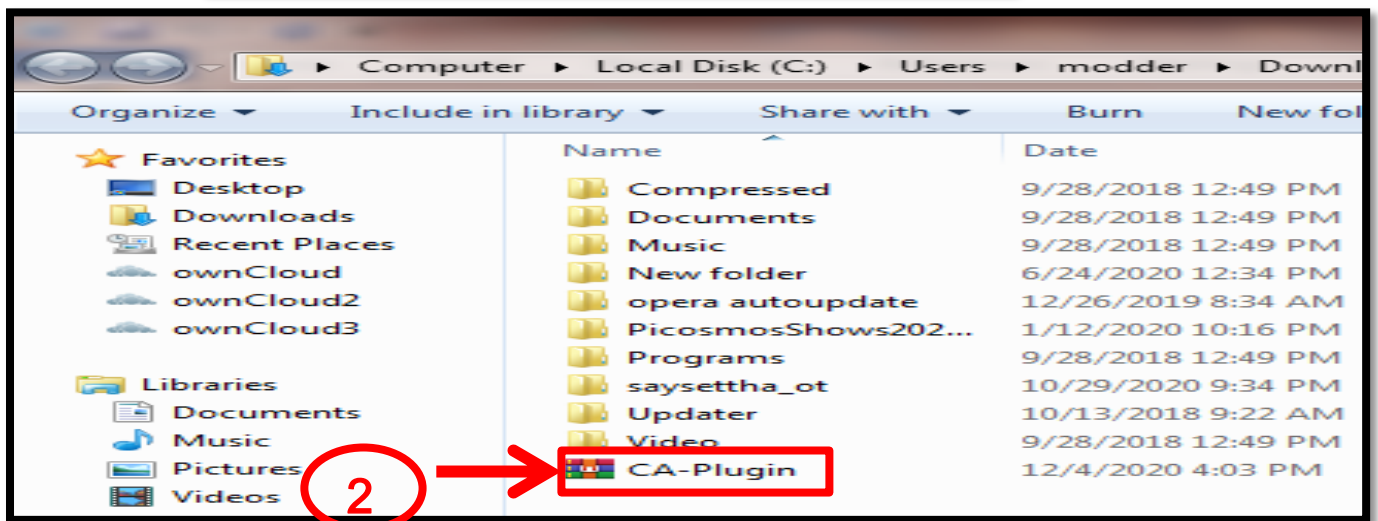 Computer ▸ Local Disk (C:) ▸ Users ▸ modder ▸ Downl
Organize Include in library Share with Burn New fol
Favorites
Desktop
Downloads
Recent Places
ownCloud
ownCloud2
ownCloud3
Libraries
Documents
Music
Pictures
Videos
Name Date
Compressed 9/28/2018 12:49 PM
Documents 9/28/2018 12:49 PM
Music 9/28/2018 12:49 PM
New folder 6/24/2020 12:34 PM
opera autoupdate 12/26/2019 8:34 AM
PicosmosShows202... 1/12/2020 10:16 PM
Programs 9/28/2018 12:49 PM
saysettha_ot 10/29/2020 9:34 PM
Updater 10/13/2018 9:22 AM
Video 9/28/2018 12:49 PM
CA-Plugin 12/4/2020 4:03 PM
2